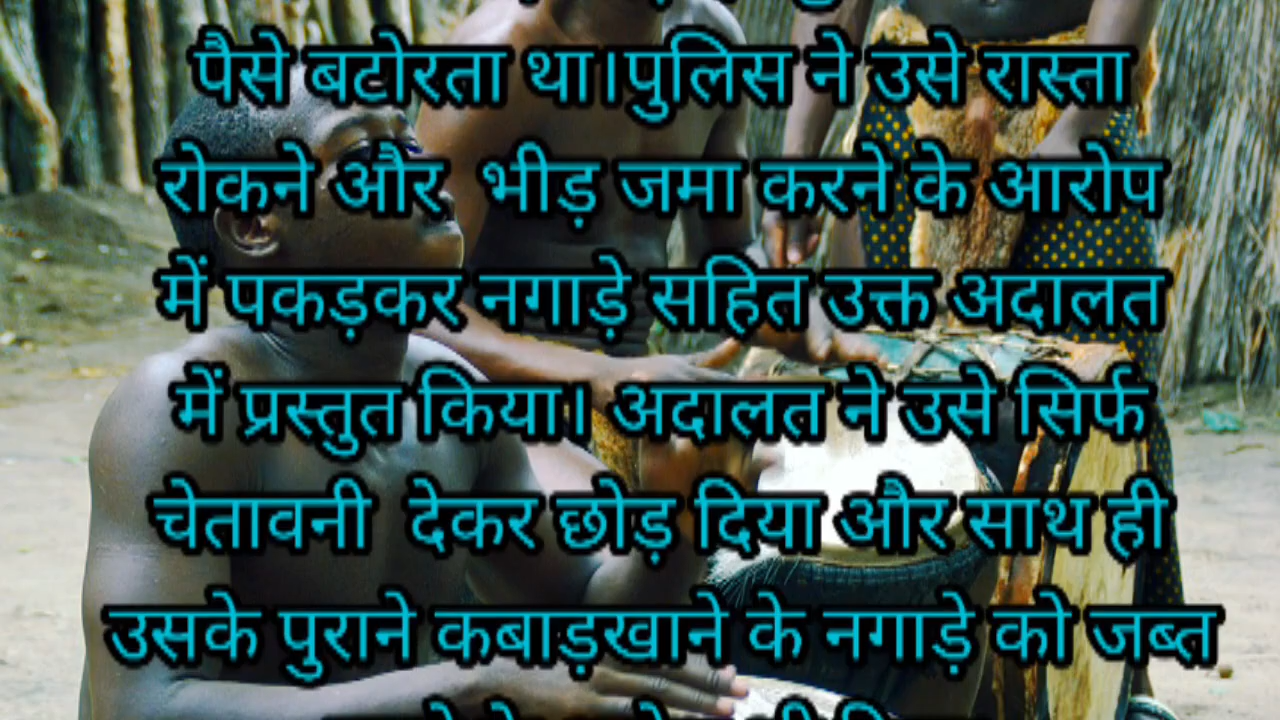 पैसे बटोरता था।पुलिस ने उसे रास्ता
रोकने और भीड़ जमा करने के आरोप
में पकड़कर नगाड़े सहित उक्त अदालत
में प्रस्तुत किया। अदालत ने उसे सिर्फ
चेतावनी देकर छोड़ दिया और साथ ही
उसके पुराने कबाड़खाने के नगाड़े को जब्त